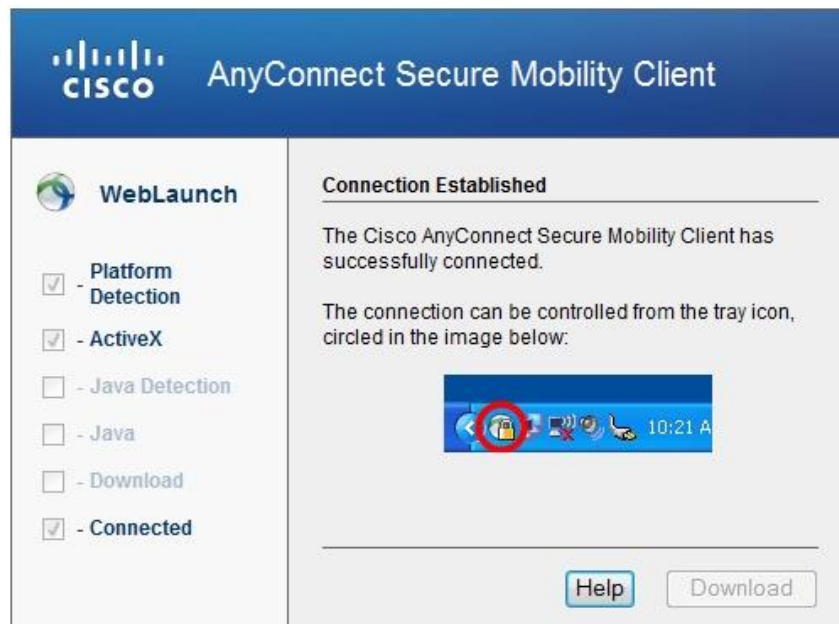 CISCO
AnyConnect Secure Mobility Client
WebLaunch
- Platform
Detection
- ActiveX
- Java Detection
- Java
- Download
- Connected
Connection Established
The Cisco AnyConnect Secure Mobility Client has
successfully connected.
The connection can be controlled from the tray icon,
circled in the image below:
10:21 A
Help
Download